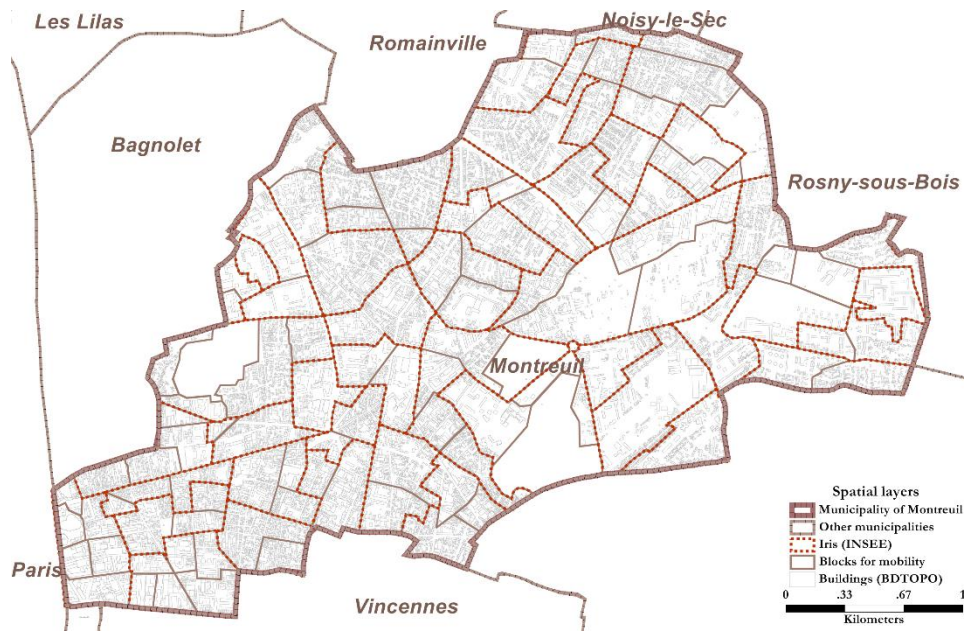 Les Lilas
Noisy-le-Sec
Romainville
Bagnolet
Rosny-sous-Bois
Montreuil
Paris
Vincennes
Spatial layers
Municipality of Montreuil
Other municipalities
Iris (INSEE)
Blocks for mobility
Buildings (BDTOPO)
0 .33 .67 1
Kilometers